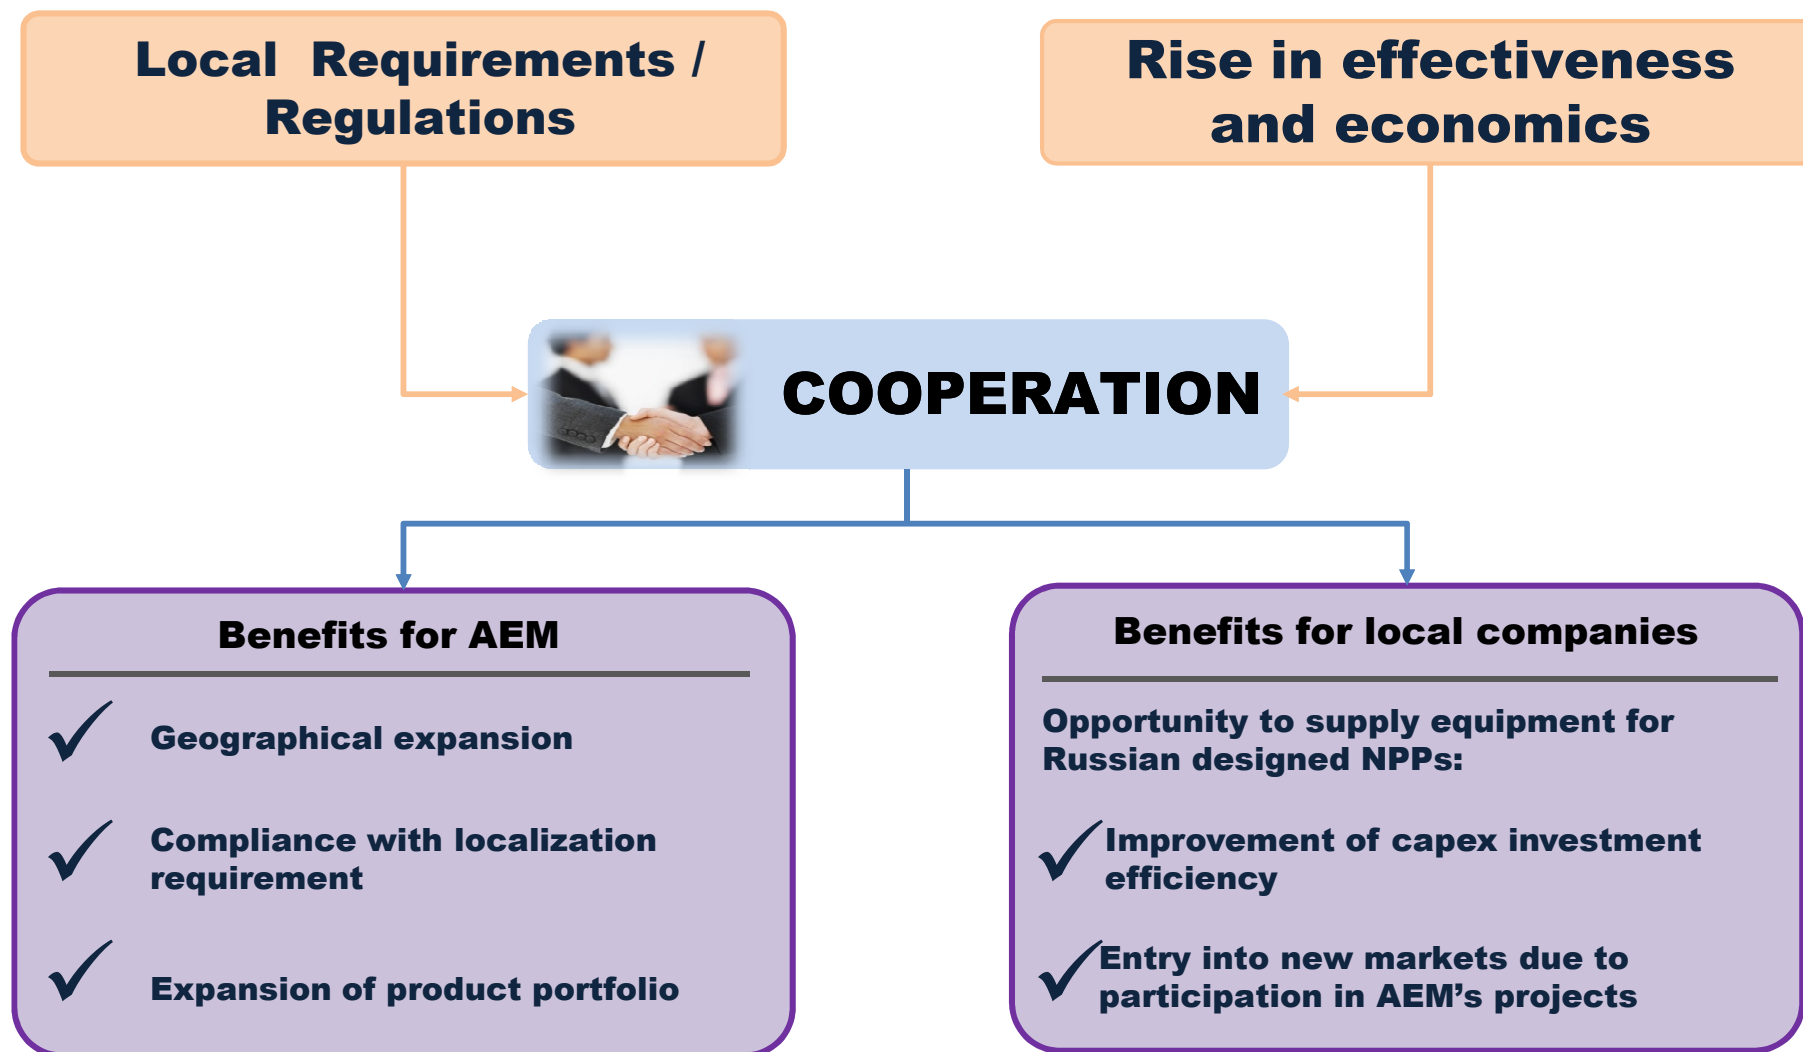 Local Requirements /
Regulations
Rise in effectiveness
and economics
COOPERATION
Benefits for AEM
Geographical expansion
Compliance with localization
requirement
Expansion of product portfolio
Benefits for local companies
Opportunity to supply equipment for
Russian designed NPPs:
Improvement of capex investment
efficiency
Entry into new markets due to
participation in AEM’s projects